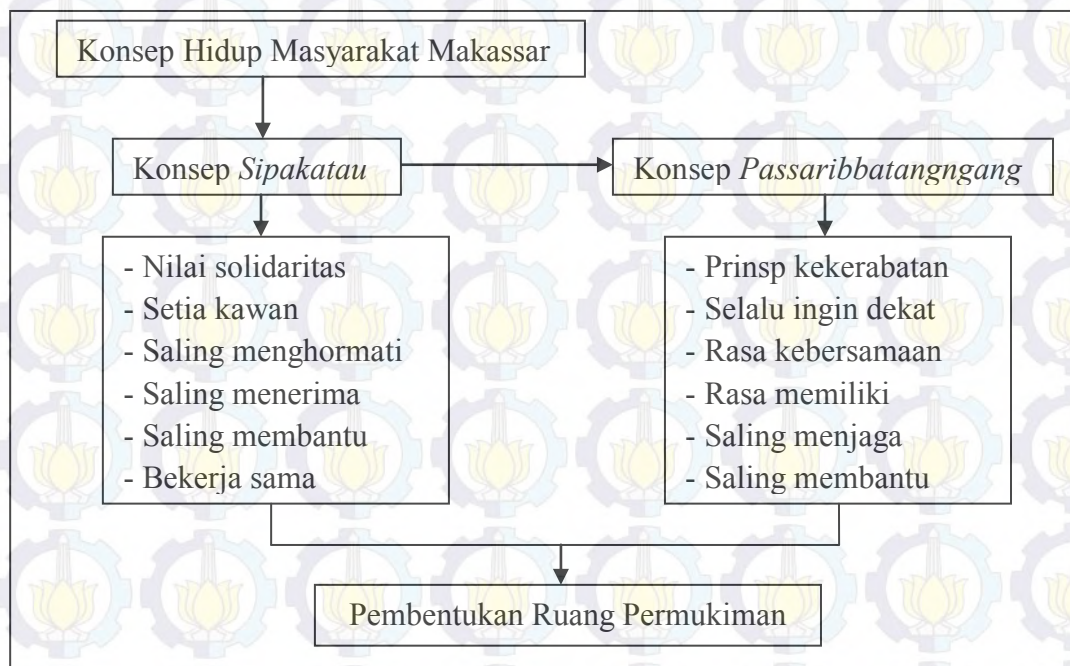 Konsep Hidup Masyarakat Makassar
Konsep Sipakatau
Konsep Passaribbatangngang
- Nilai solidaritas
- Setia kawan
- Saling menghormati
- Saling menerima
- Saling membantu
- Bekerja sama
- Prinsp kekerabatan
- Selalu ingin dekat
- Rasa kebersamaan
- Rasa memiliki
- Saling menjaga
- Saling membantu
Pembentukan Ruang Permukiman